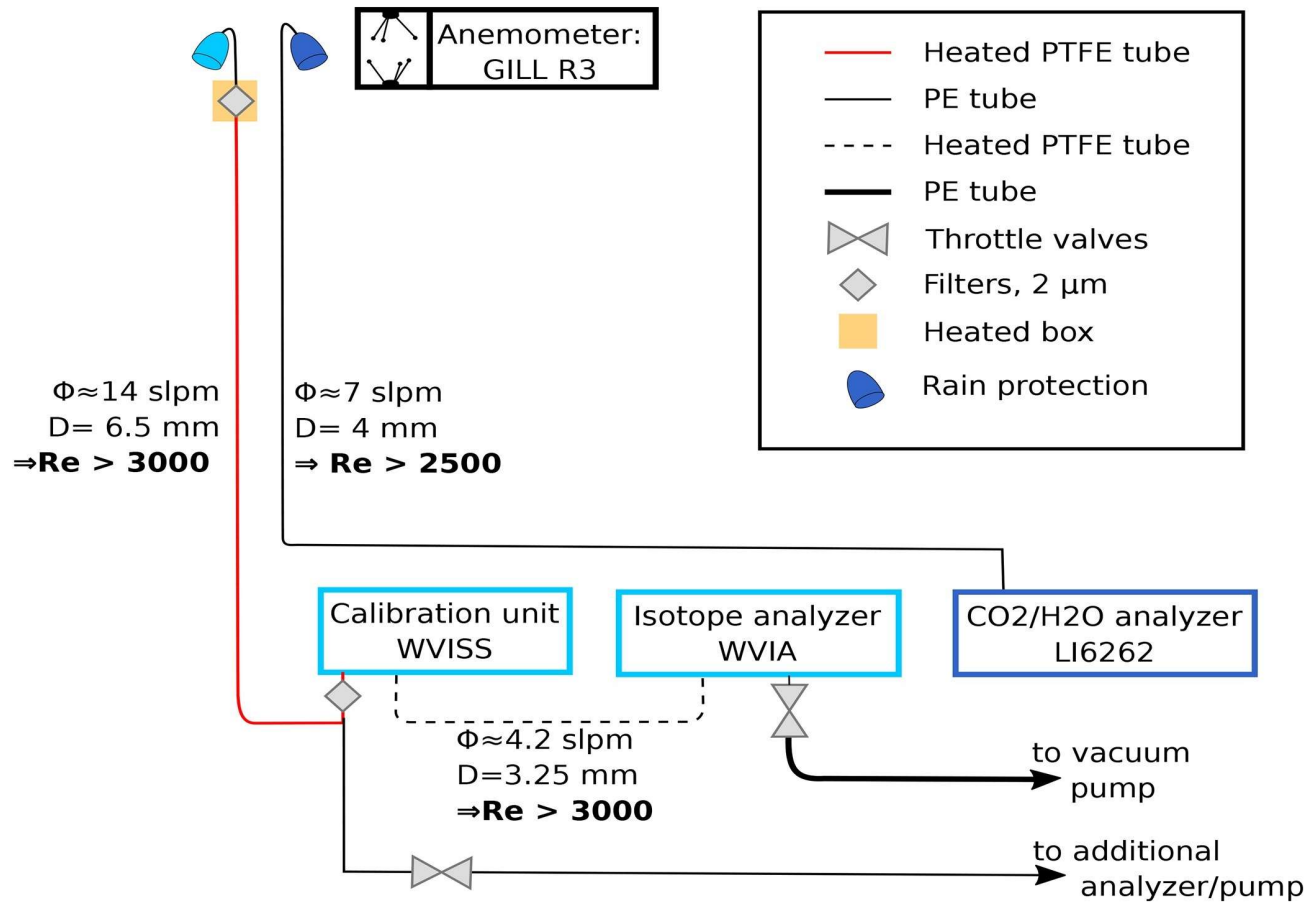 Anemometer:
GILL R3
Heated PTFE tube
PE tube
Heated PTFE tube
PE tube
Throttle valves
Filters, 2 μm
Heated box
Rain protection
Φ≈14 slpm
D= 6.5 mm
⇒Re > 3000
Φ≈7 slpm
D= 4 mm
⇒ Re > 2500
Calibration unit
WVISS
Isotope analyzer
WVIA
CO2/H2O analyzer
LI6262
Φ≈4.2 slpm
D=3.25 mm
⇒Re > 3000
to vacuum
pump
to additional
analyzer/pump